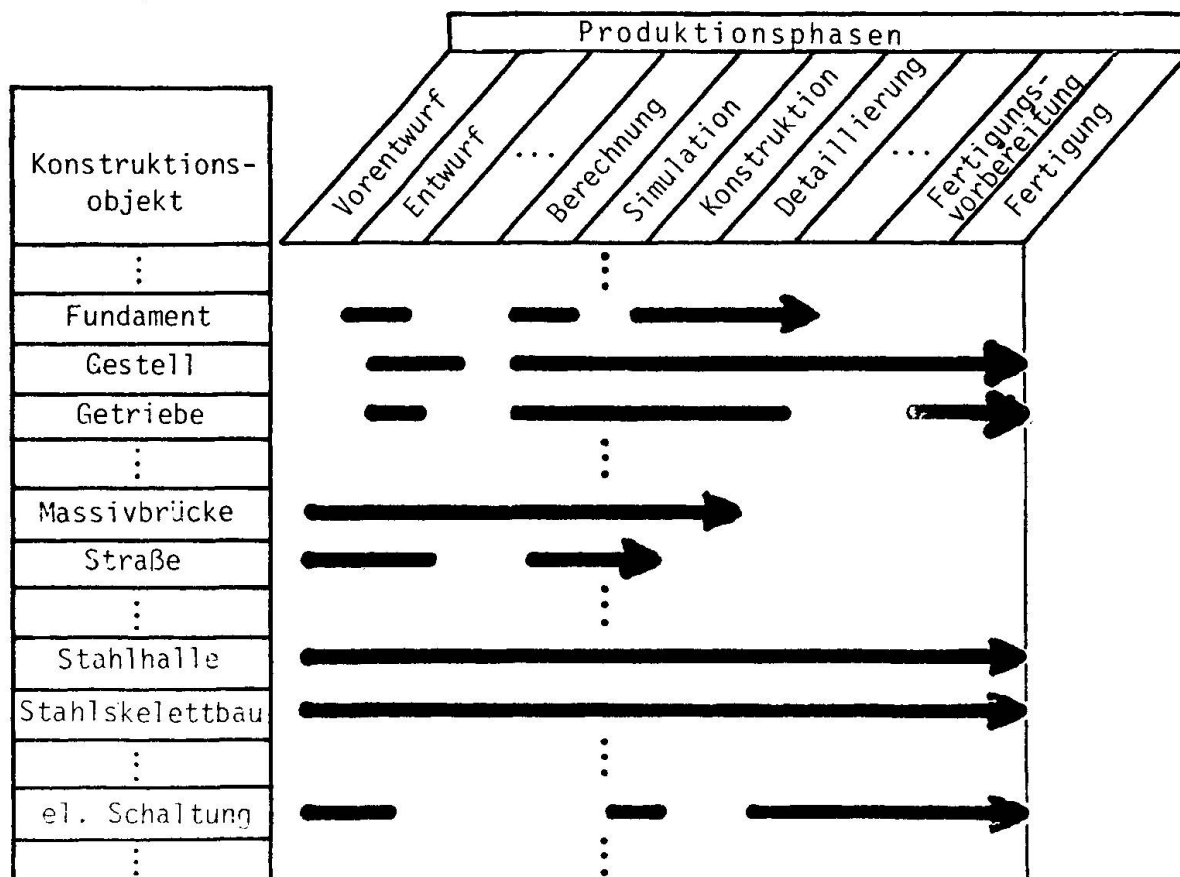 Produktionsphasen
Konstruktions-
objekt
Vorentwurf
Entwurf
...
Berechnung
Simulation
Konstruktion
Detaillierung
...
Fertigungs-
vorbereitung
Fertigung
Fundament
Gestell
Getriebe
Massivbrücke
Straße
Stahlhalle
Stahlskelettbau
el. Schaltung